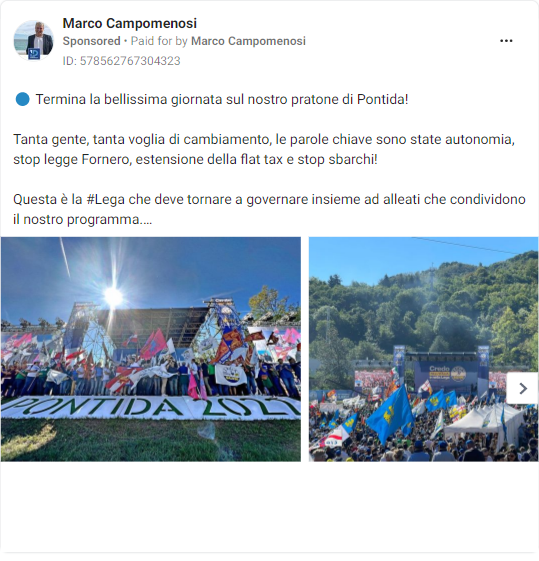 Marco Campomenosi
Sponsored • Paid for by Marco Campomenosi
ID: 578562767304323
🔵 Termina la bellissima giornata sul nostro pratone di Pontida!
Tanta gente, tanta voglia di cambiamento, le parole chiave sono state autonomia,
stop legge Fornero, estensione della flat tax e stop sbarchi!
Questa è la #Lega che deve tornare a governare insieme ad alleati che condividono
il nostro programma....
PONTIDA 2022
Credo